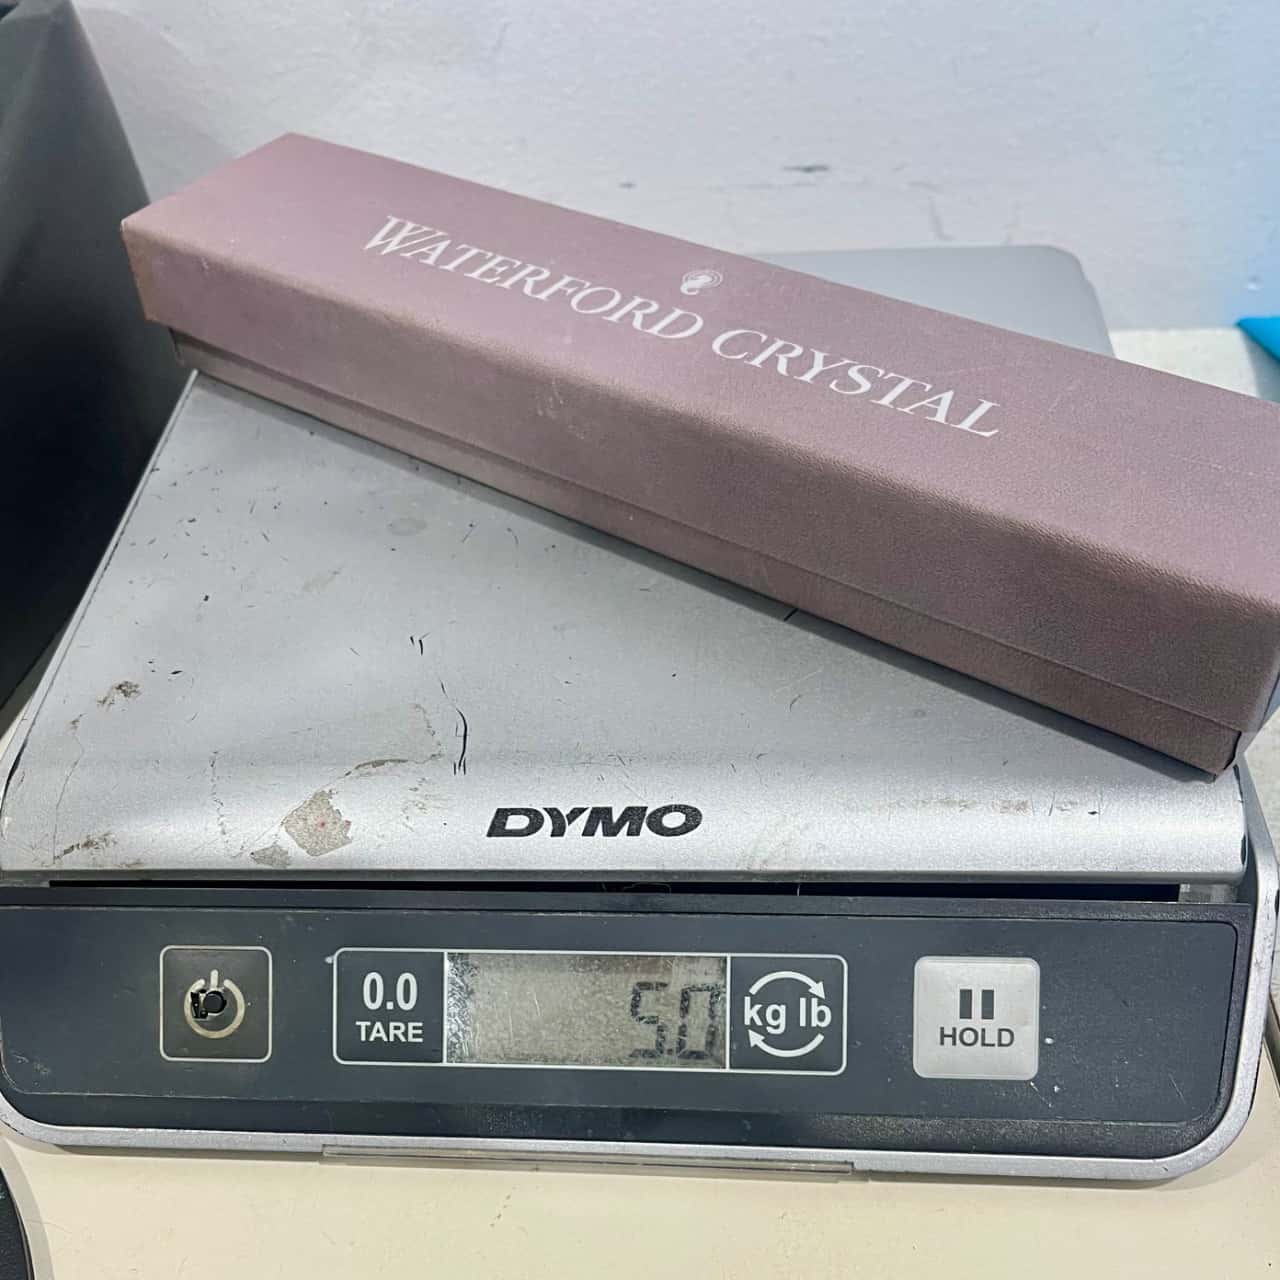 WATERFORD CRYSTAL
DYMO
0.0
TARE
5.0
kg lb
HOLD